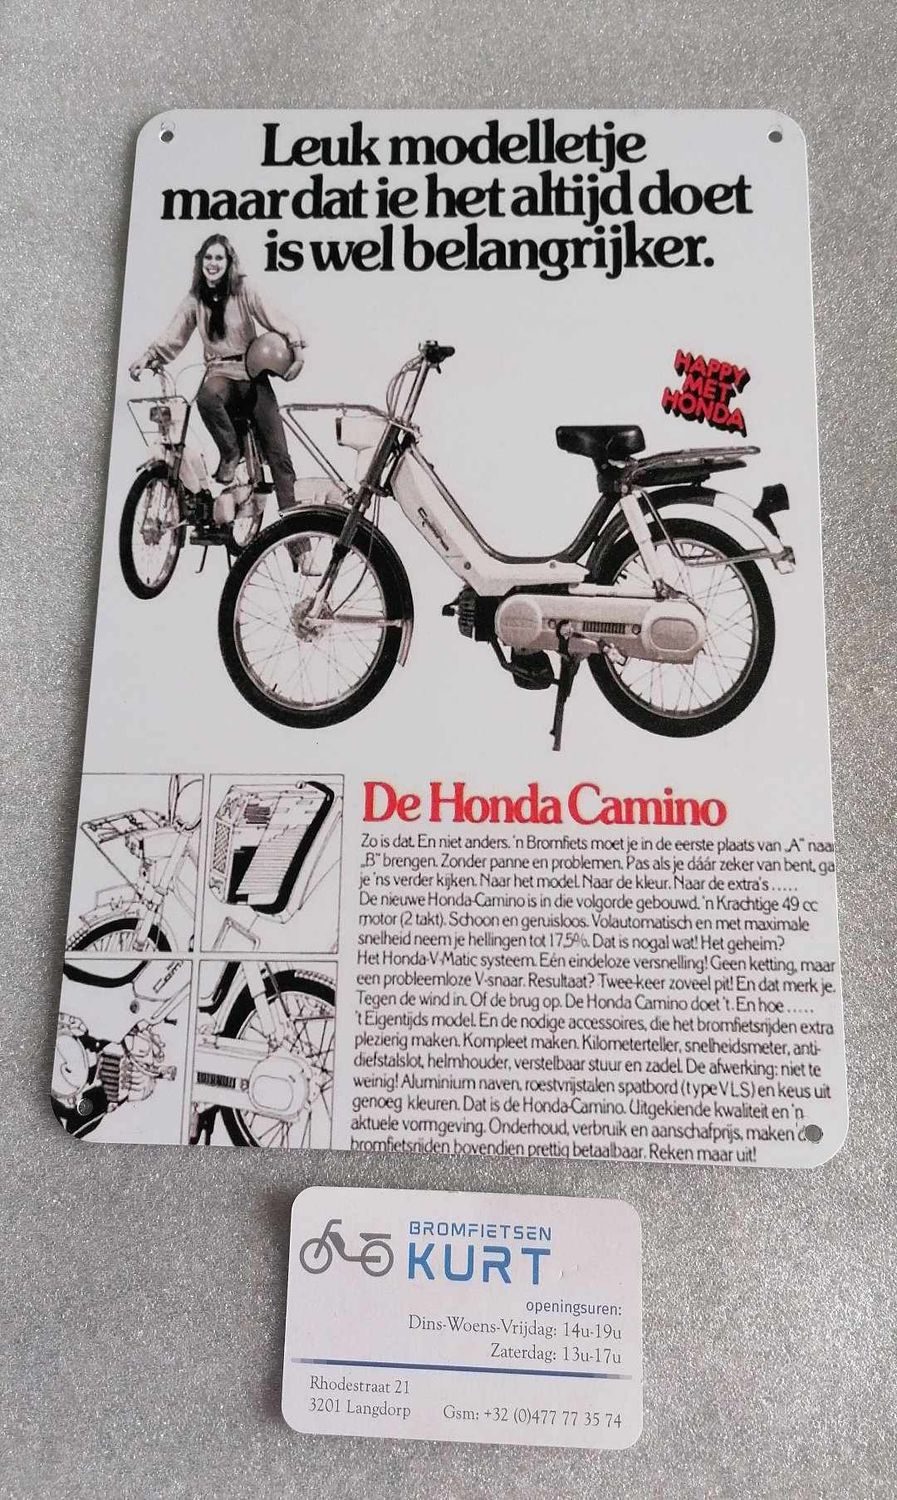 Leuk modelletje
maar dat ie het altijd doet
is wel belangrijker.
HAPPY
MET
HONDA
De Honda Camino
Zo is dat. En niet anders. 'n Bromfiets moet je in de eerste plaats van „A” naar
„B” brengen. Zonder panne en problemen. Pas als je dáár zeker van bent, ga
je 'ns verder kijken. Naar het model. Naar de kleur. Naar de extra's .....
De nieuwe Honda-Camino is in die volgorde gebouwd. 'n Krachtige 49 cc
motor (2 takt). Schoon en geruisloos. Volautomatisch en met maximale
snelheid neem je hellingen tot 17.5%. Dat is nogal wat! Het geheim?
Het Honda-V-Matic systeem. Eén eindeloze versnelling! Geen ketting, maar
een probleemloze V-snaar. Resultaat? Twee-keer zoveel pit! En dat merk je.
Tegen de wind in. Of de brug op. De Honda Camino doet 't. En hoe .....
't Eigentijds model. En de nodige accessoires, die het bromfietsrijden extra
plezierig maken. Kompleet maken. Kilometerteller, snelheidsmeter, anti-
diefstalslot, helmhouder, verstelbaar stuur en zadel. De afwerking: niet te
weinig! Aluminium naven, roestvrijstalen spatbord (type VLS) en keus uit
genoeg kleuren. Dat is de Honda-Camino. Uitgekiende kwaliteit en 'n
aktuele vormgeving. Onderhoud, verbruik en aanschafprijs, maken
bromfietsrijden bovendien prettig betaalbaar. Reken maar uit!
BROMFIETSEN
KURT
openingsuren:
Dins-Woens-Vrijdag: 14u-19u
Zaterdag: 13u-17u
Rhodestraat 21
3201 Langdorp Gsm: +32 (0)477 77 35 74